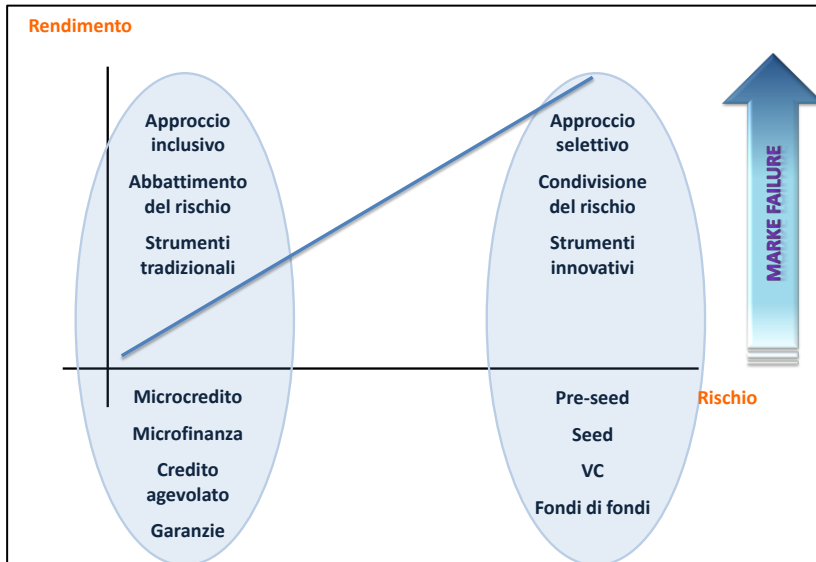 Rendimento
Approccio
inclusivo
Abbattimento
del rischio
Strumenti
tradizionali
Approccio
selettivo
Condivisione
del rischio
Strumenti
innovativi
MARKE FAILURE
Microcredito
Microfinanza
Credito
agevolato
Garanzie
Pre-seed
Seed
VC
Fondi di fondi
Rischio